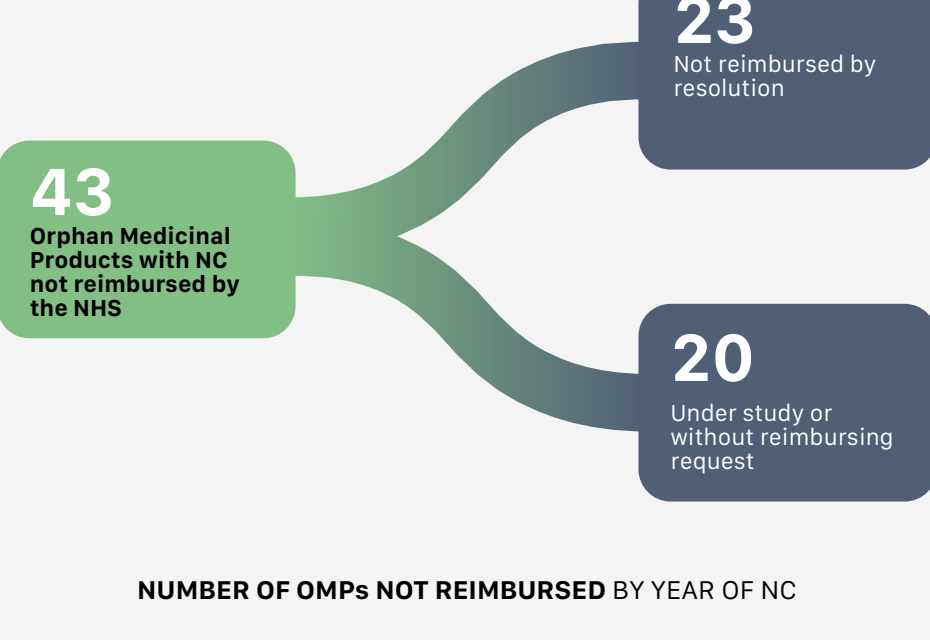 23
Not reimbursed by
resolution
43
Orphan Medicinal
Products with NC
not reimbursed by
the NHS
20
Under study or
without reimbursing
request
NUMBER OF OMPs NOT REIMBURSED BY YEAR OF NC